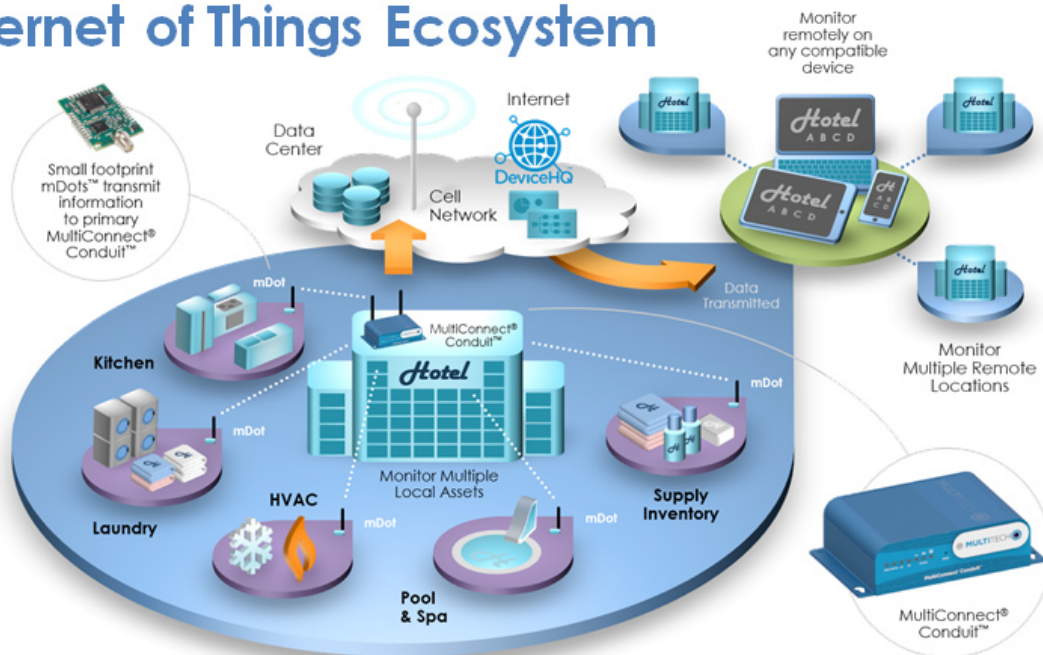 ernet of Things Ecosystem
Monitor
remotely on
any compatible
device
Hotel
Hotel
Hotel
A B C D
Hotel
A B C D
H
A B
C D
Hotel
Monitor
Multiple Remote
Locations
Small footprint
mDots™ transmit
information
to primary
MultiConnect®
Conduit™
Data
Center
Internet
DeviceHQ
Cell
Network
Data
Transmitted
mDot
Kitchen
MultiConnect®
Conduit™
Hotel
Monitor Multiple
Local Assets
mDot
Laundry
HVAC
mDot
Pool
& Spa
mDot
mDot
Supply
Inventory
H
H
H
H
H
MULTITECH
MultiConnect® Conduit™
MultiConnect®
Conduit™